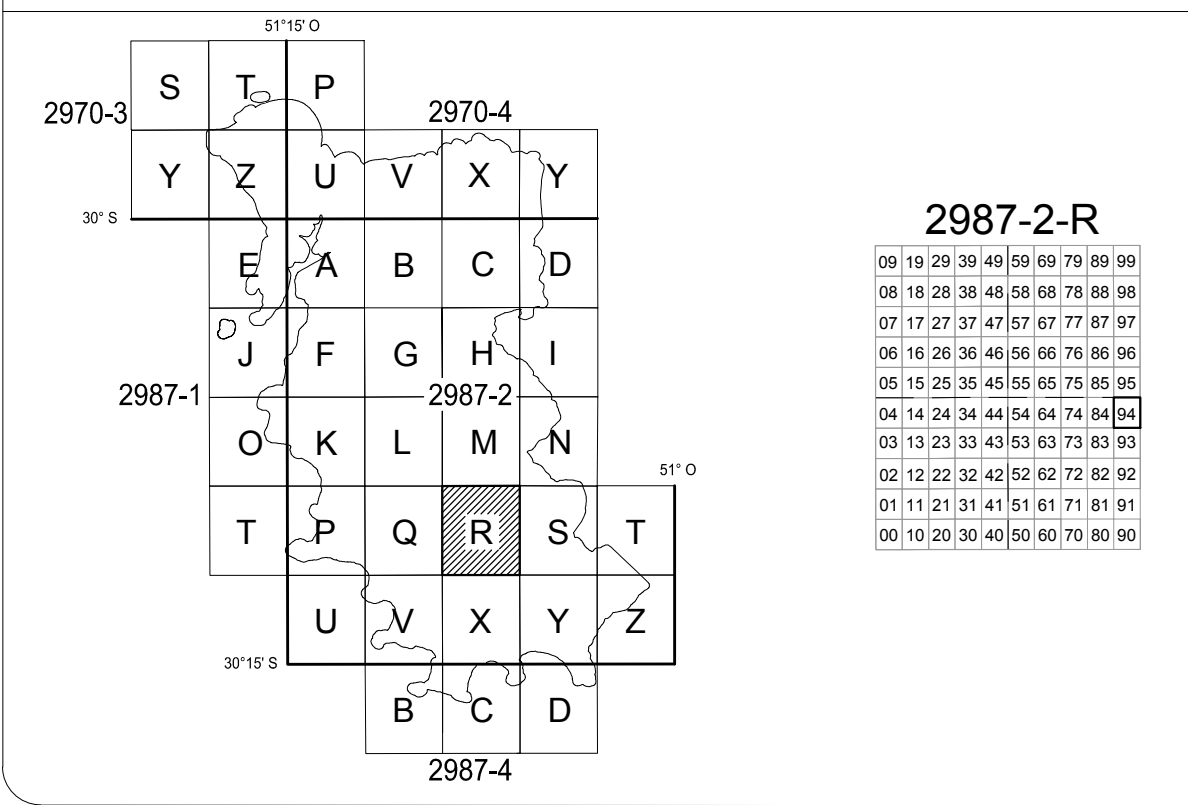 51°15' O
S T P
2970-3 2970-4
Y Z U V X Y
30° S
E A B C D
J F G H I
2987-1 2987-2
O K L M N
51° O
T P Q R S T
U V X Y Z
30°15' S
B C D
2987-4
2987-2-R
09 19 29 39 49 59 69 79 89 99
08 18 28 38 48 58 68 78 88 98
07 17 27 37 47 57 67 77 87 97
06 16 26 36 46 56 66 76 86 96
05 15 25 35 45 55 65 75 85 95
04 14 24 34 44 54 64 74 84 94
03 13 23 33 43 53 63 73 83 93
02 12 22 32 42 52 62 72 82 92
01 11 21 31 41 51 61 71 81 91
00 10 20 30 40 50 60 70 80 90